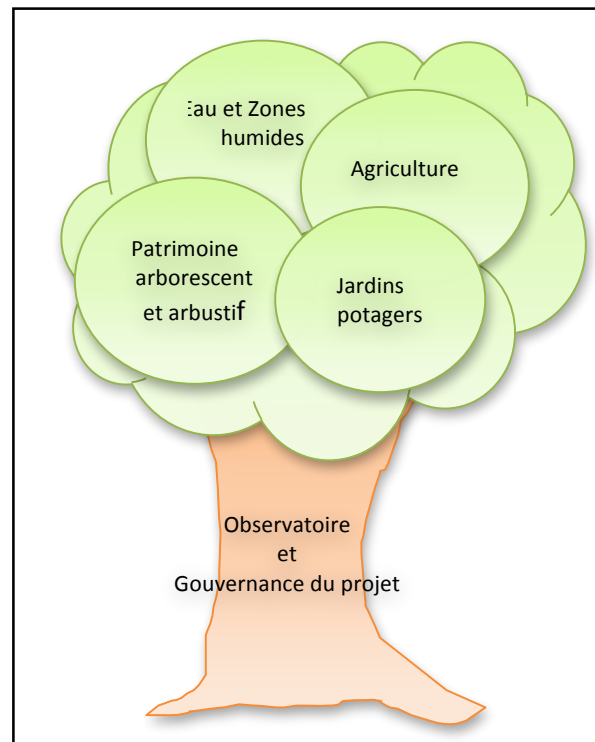 Eau et Zones
humides
Agriculture
Patrimoine
arborescent
et arbustif
Jardins
potagers
Observatoire
et
Gouvernance du projet